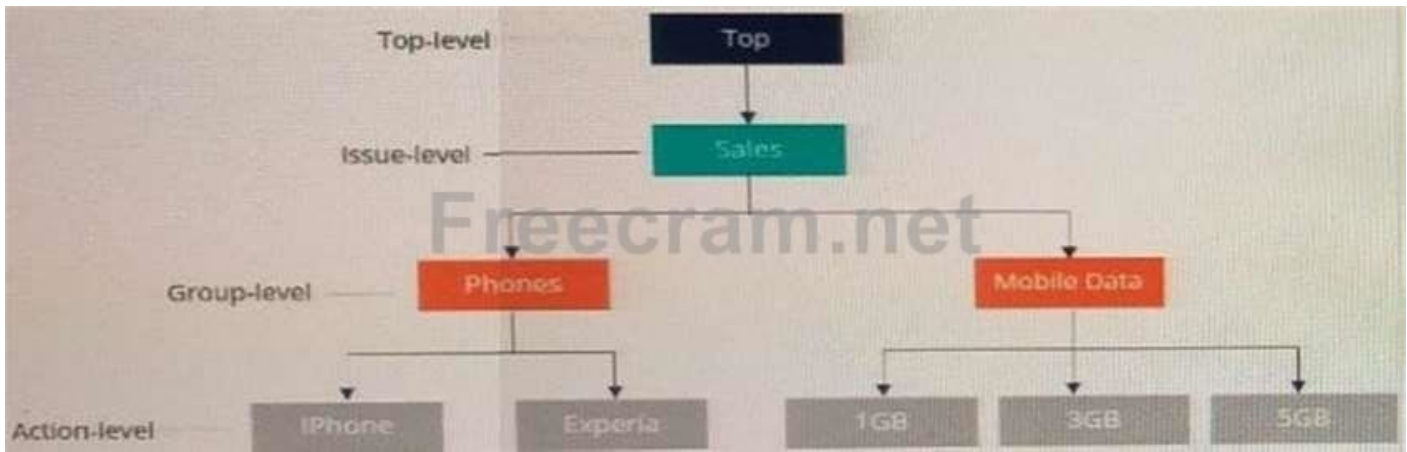 Top-level Top
Issue-level Sales
Freecram.net
Group-level Phones Mobile Data
Action-level IPhone Experia 1GB 3GB 5GB